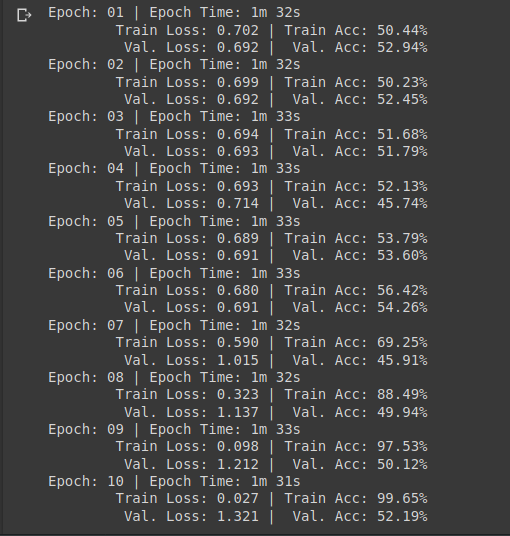 Epoch: 01 | Epoch Time: 1m 32s
Train Loss: 0.702 | Train Acc: 50.44%
Val. Loss: 0.692 | Val. Acc: 52.94%
Epoch: 02 | Epoch Time: 1m 32s
Train Loss: 0.699 | Train Acc: 50.23%
Val. Loss: 0.692 | Val. Acc: 52.45%
Epoch: 03 | Epoch Time: 1m 33s
Train Loss: 0.694 | Train Acc: 51.68%
Val. Loss: 0.693 | Val. Acc: 51.79%
Epoch: 04 | Epoch Time: 1m 33s
Train Loss: 0.693 | Train Acc: 52.13%
Val. Loss: 0.714 | Val. Acc: 45.74%
Epoch: 05 | Epoch Time: 1m 33s
Train Loss: 0.689 | Train Acc: 53.79%
Val. Loss: 0.691 | Val. Acc: 53.60%
Epoch: 06 | Epoch Time: 1m 33s
Train Loss: 0.680 | Train Acc: 56.42%
Val. Loss: 0.691 | Val. Acc: 54.26%
Epoch: 07 | Epoch Time: 1m 32s
Train Loss: 0.590 | Train Acc: 69.25%
Val. Loss: 1.015 | Val. Acc: 45.91%
Epoch: 08 | Epoch Time: 1m 32s
Train Loss: 0.323 | Train Acc: 88.49%
Val. Loss: 1.137 | Val. Acc: 49.94%
Epoch: 09 | Epoch Time: 1m 33s
Train Loss: 0.098 | Train Acc: 97.53%
Val. Loss: 1.212 | Val. Acc: 50.12%
Epoch: 10 | Epoch Time: 1m 31s
Train Loss: 0.027 | Train Acc: 99.65%
Val. Loss: 1.321 | Val. Acc: 52.19%